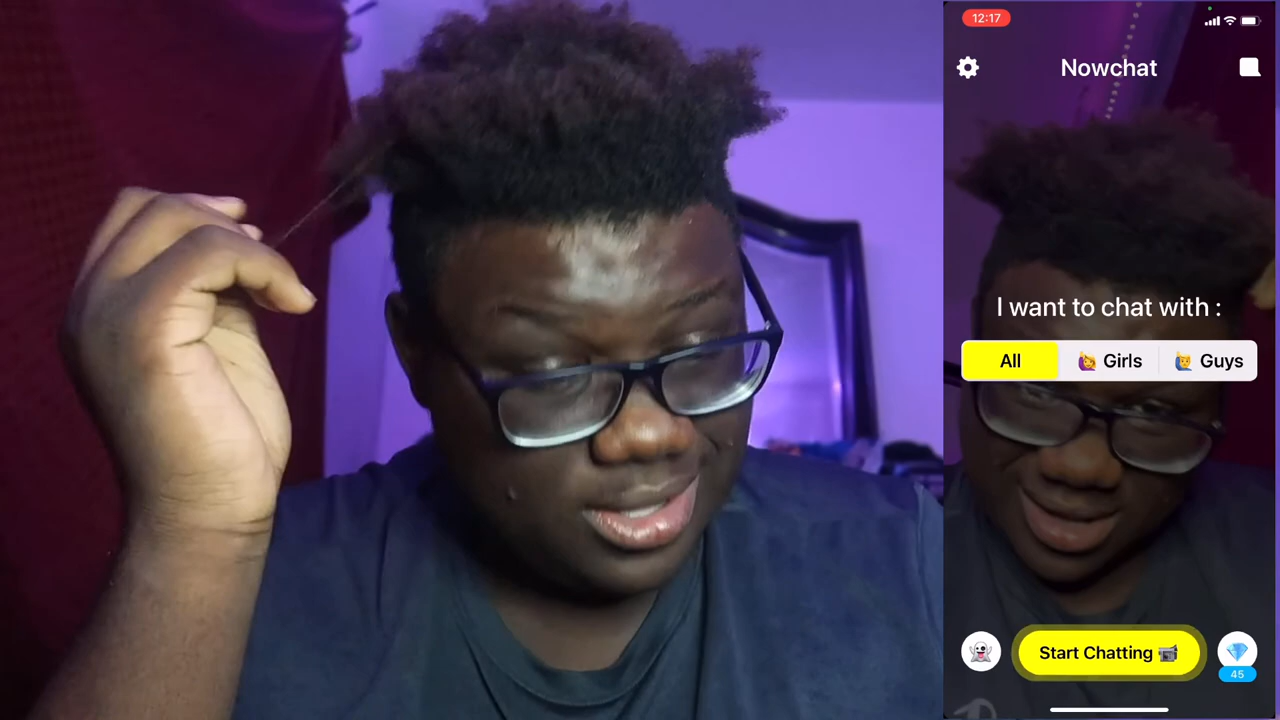 12:17
Nowchat
I want to chat with :
All Girls Guys
Start Chatting
45